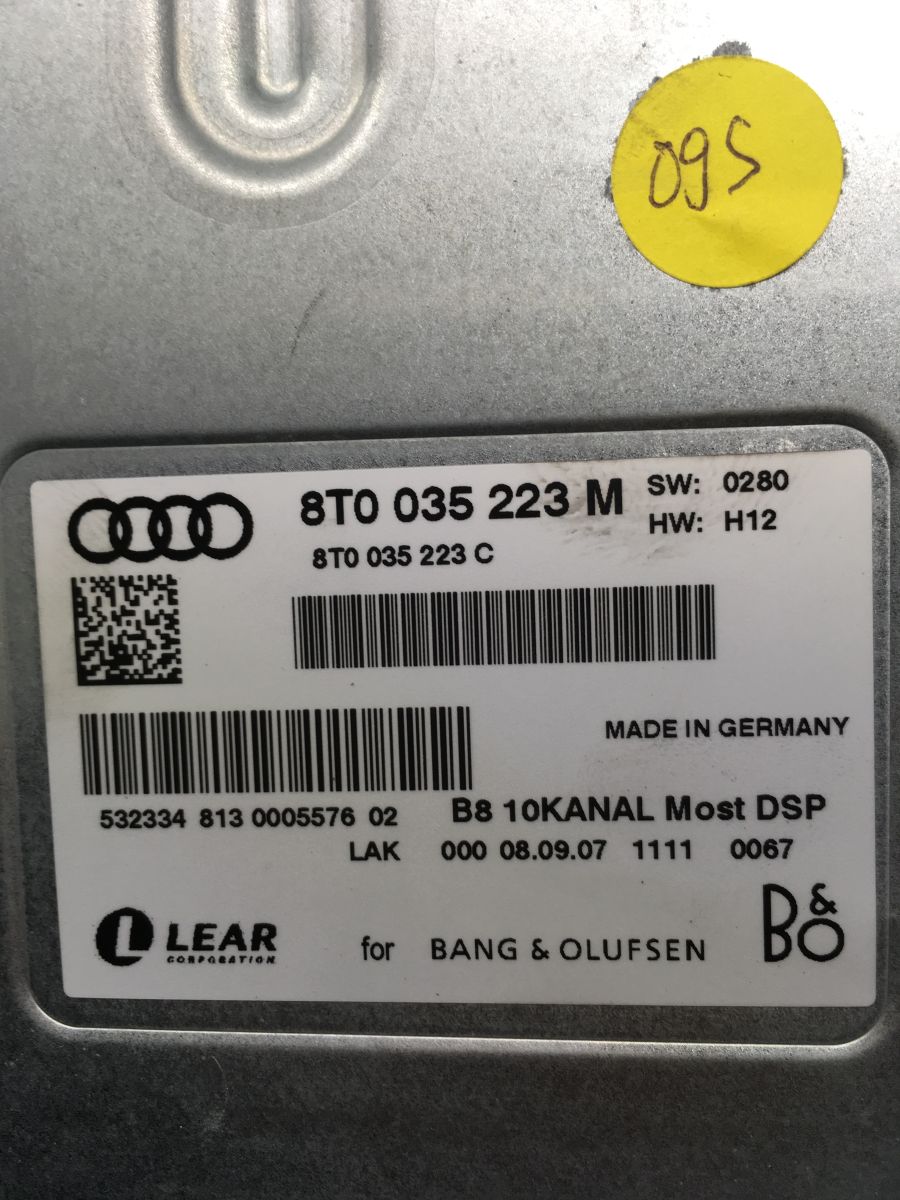 095
8T0 035 223 M
SW: 0280
HW: H12
8T0 035 223 C
MADE IN GERMANY
532334 813 0005576 02
B8 10KANAL Most DSP
LAK 000 08.09.07 1111 0067
L LEAR
CORPORATION
for BANG & OLUFSEN
B&O